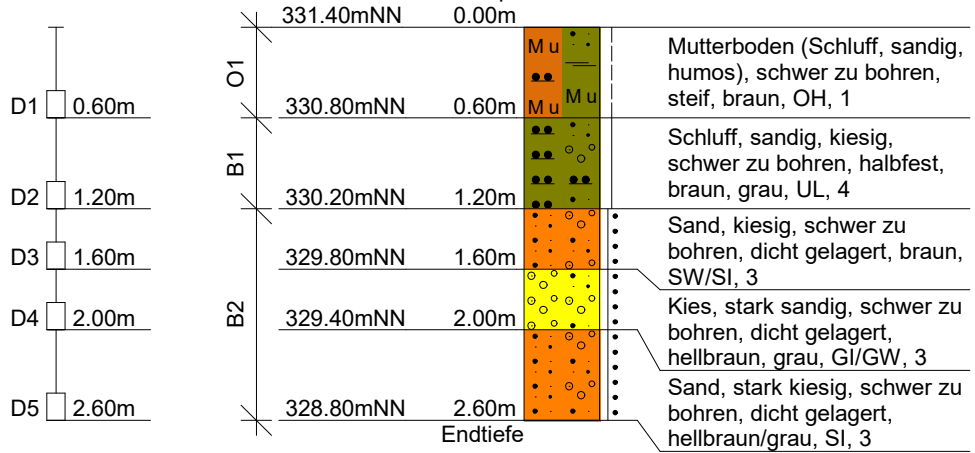 331.40mNN 0.00m
O1
M u
M u
M u
Mutterboden (Schluff, sandig,
humos), schwer zu bohren,
steif, braun, OH, 1
D1 0.60m
330.80mNN 0.60m
B1
Schluff, sandig, kiesig,
schwer zu bohren, halbfest,
braun, grau, UL, 4
D2 1.20m
330.20mNN 1.20m
Sand, kiesig, schwer zu
bohren, dicht gelagert, braun,
SW/SI, 3
D3 1.60m
329.80mNN 1.60m
B2
Kies, stark sandig, schwer zu
bohren, dicht gelagert,
hellbraun, grau, GI/GW, 3
D4 2.00m
329.40mNN 2.00m
Sand, stark kiesig, schwer zu
bohren, dicht gelagert,
hellbraun/grau, SI, 3
D5 2.60m
328.80mNN 2.60m
Endtiefe